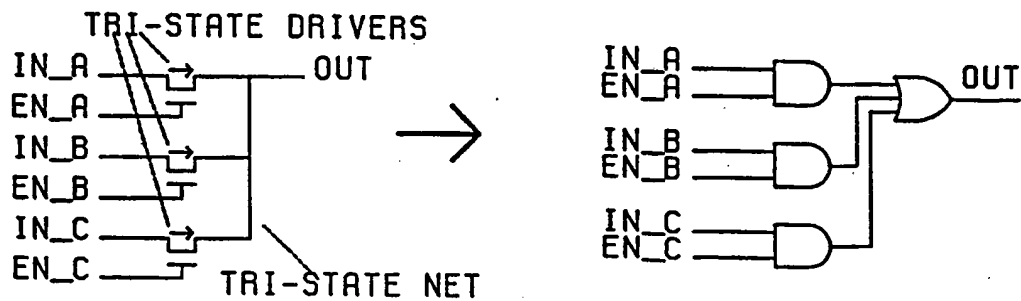 TRI-STATE DRIVERS
IN_A
OUT
EN_A
IN_B
EN_B
IN_C
EN_C
TRI-STATE NET
IN_A
EN_A
OUT
IN_B
EN_B
IN_C
EN_C